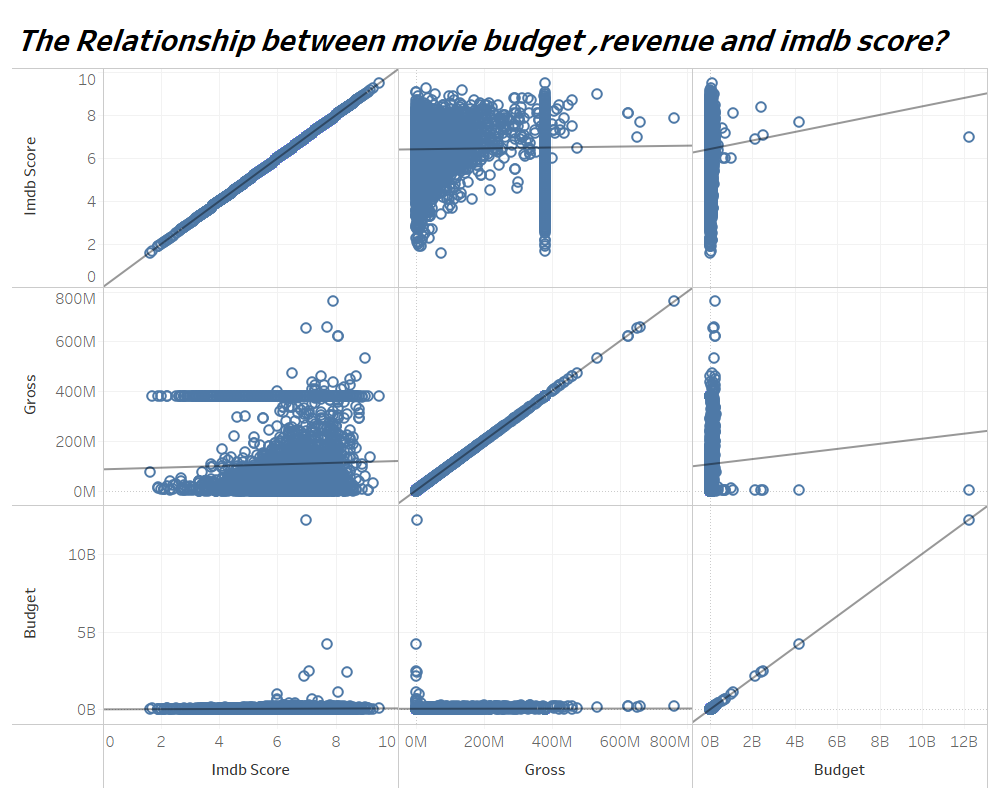 The Relationship between movie budget ,revenue and imdb score?
10
8
6
4
2
0
Imdb Score
800M
600M
400M
200M
0M
Gross
10B
5B
0B
Budget
0 2 4 6 8 10 0M 200M 400M 600M 800M 0B 2B 4B 6B 8B 10B 12B
Imdb Score Gross Budget